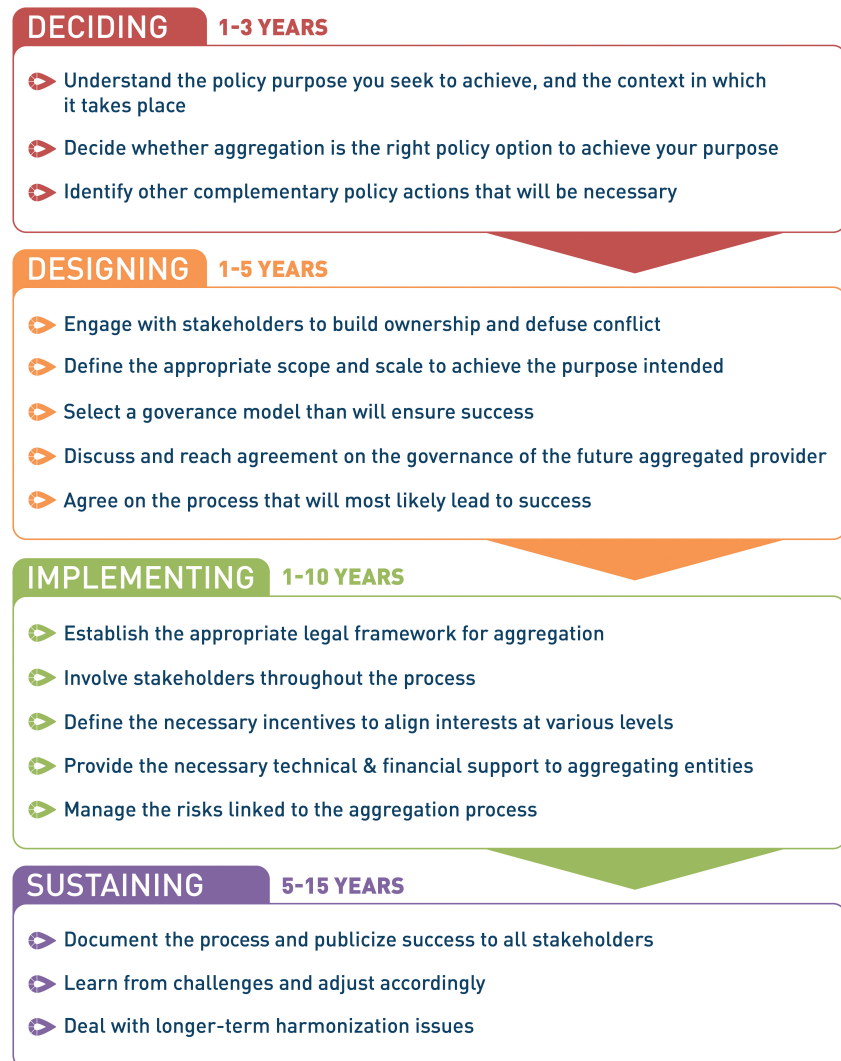 DECIDING 1-3 YEARS
Understand the policy purpose you seek to achieve, and the context in which
it takes place
Decide whether aggregation is the right policy option to achieve your purpose
Identify other complementary policy actions that will be necessary
DESIGNING 1-5 YEARS
Engage with stakeholders to build ownership and defuse conflict
Define the appropriate scope and scale to achieve the purpose intended
Select a goverance model than will ensure success
Discuss and reach agreement on the governance of the future aggregated provider
Agree on the process that will most likely lead to success
IMPLEMENTING 1-10 YEARS
Establish the appropriate legal framework for aggregation
Involve stakeholders throughout the process
Define the necessary incentives to align interests at various levels
Provide the necessary technical & financial support to aggregating entities
Manage the risks linked to the aggregation process
SUSTAINING 5-15 YEARS
Document the process and publicize success to all stakeholders
Learn from challenges and adjust accordingly
Deal with longer-term harmonization issues